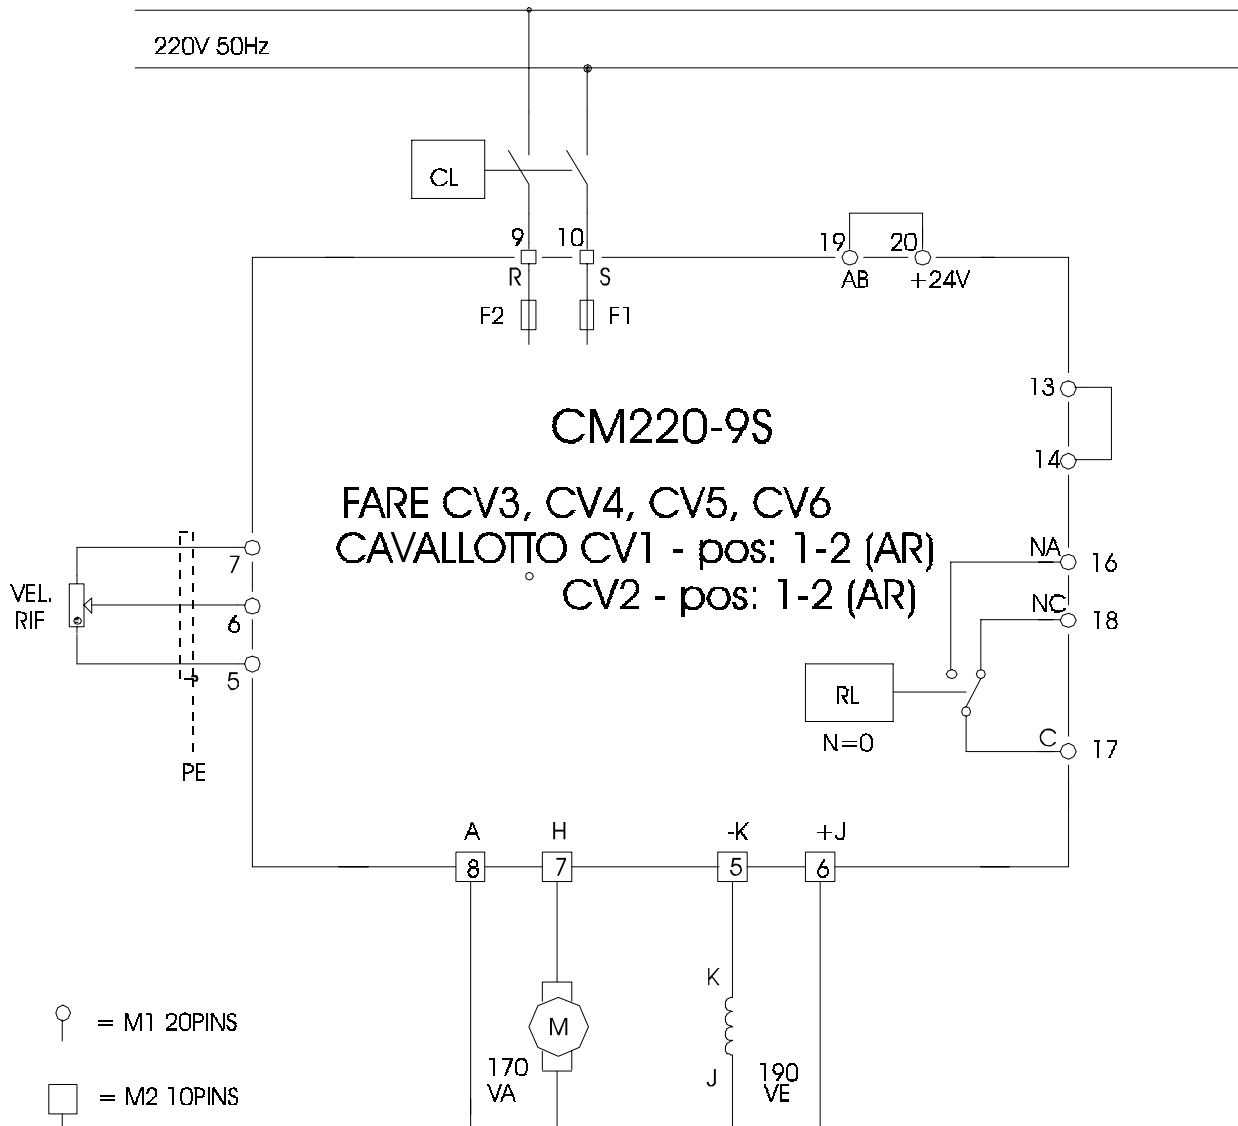 220V 50Hz
CL
9
10
19
20
R
S
AB
+24V
F2
F1
13
CM220-9S
14
FARE CV3, CV4, CV5, CV6
CAVALLOTTO CV1 - pos: 1-2 (AR)
CV2 - pos: 1-2 (AR)
NA
16
7
VEL.
RIF
6
NC
18
5
RL
N=0
C
17
PE
A
H
-K
+J
8
7
5
6
K
M
= M1 20PINS
170
VA
J
190
VE
= M2 10PINS